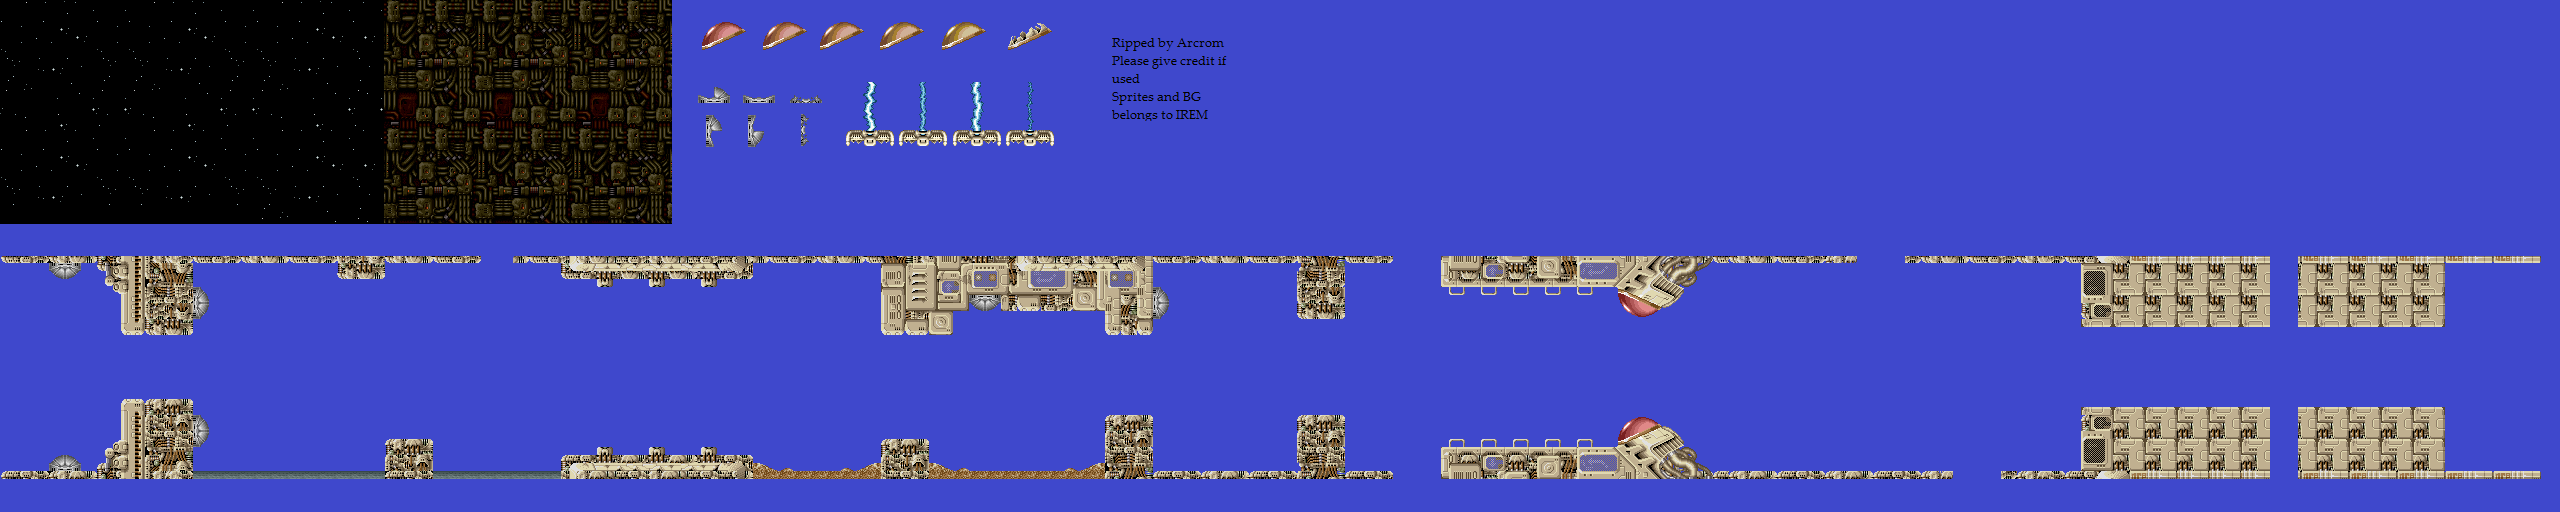 Ripped by Arcrom
Please give credit if
used
Sprites and BG
belongs to IREM